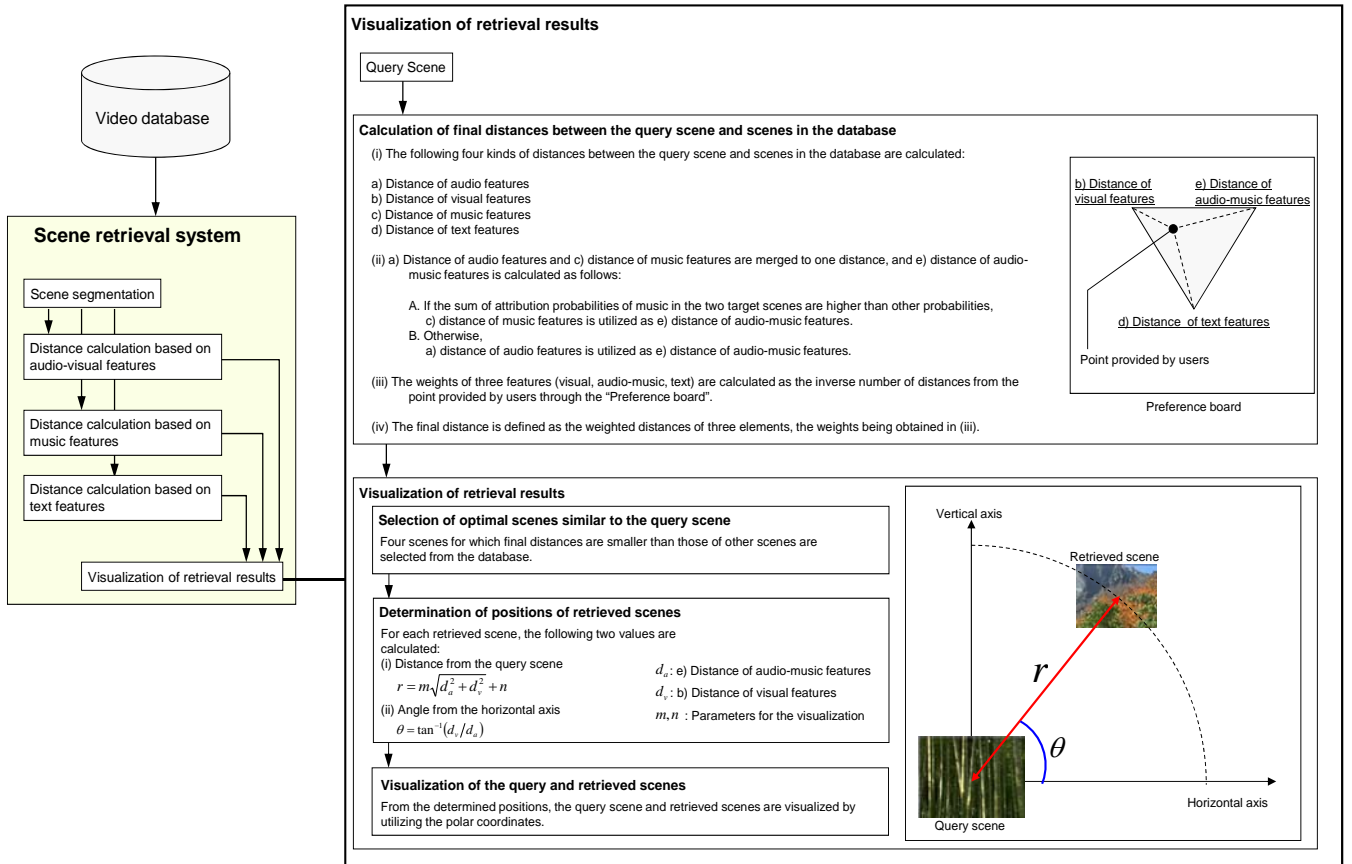 Video database
Scene retrieval system
Scene segmentation
Distance calculation based on
audio-visual features
Distance calculation based on
music features
Distance calculation based on
text features
Visualization of retrieval results
Visualization of retrieval results
Query Scene
Calculation of final distances between the query scene and scenes in the database
(i) The following four kinds of distances between the query scene and scenes in the database are calculated:
a) Distance of audio features
b) Distance of visual features
c) Distance of music features
d) Distance of text features
(ii) a) Distance of audio features and c) distance of music features are merged to one distance, and e) distance of audio-
music features is calculated as follows:
A. If the sum of attribution probabilities of music in the two target scenes are higher than other probabilities,
c) distance of music features is utilized as e) distance of audio-music features.
B. Otherwise,
a) distance of audio features is utilized as e) distance of audio-music features.
(iii) The weights of three features (visual, audio-music, text) are calculated as the inverse number of distances from the
point provided by users through the “Preference board”.
(iv) The final distance is defined as the weighted distances of three elements, the weights being obtained in (iii).
b) Distance of
visual features
e) Distance of
audio-music features
d) Distance of text features
Point provided by users
Preference board
Visualization of retrieval results
Selection of optimal scenes similar to the query scene
Four scenes for which final distances are smaller than those of other scenes are
selected from the database.
Determination of positions of retrieved scenes
For each retrieved scene, the following two values are
calculated:
(i) Distance from the query scene
r = m√(d_a^2 + d_v^2) + n
(ii) Angle from the horizontal axis
θ = tan⁻¹(d_v/d_a)
d_a : e) Distance of audio-music features
d_v : b) Distance of visual features
m,n : Parameters for the visualization
Visualization of the query and retrieved scenes
From the determined positions, the query scene and retrieved scenes are visualized by
utilizing the polar coordinates.
Vertical axis
Retrieved scene
r
θ
Horizontal axis
Query scene